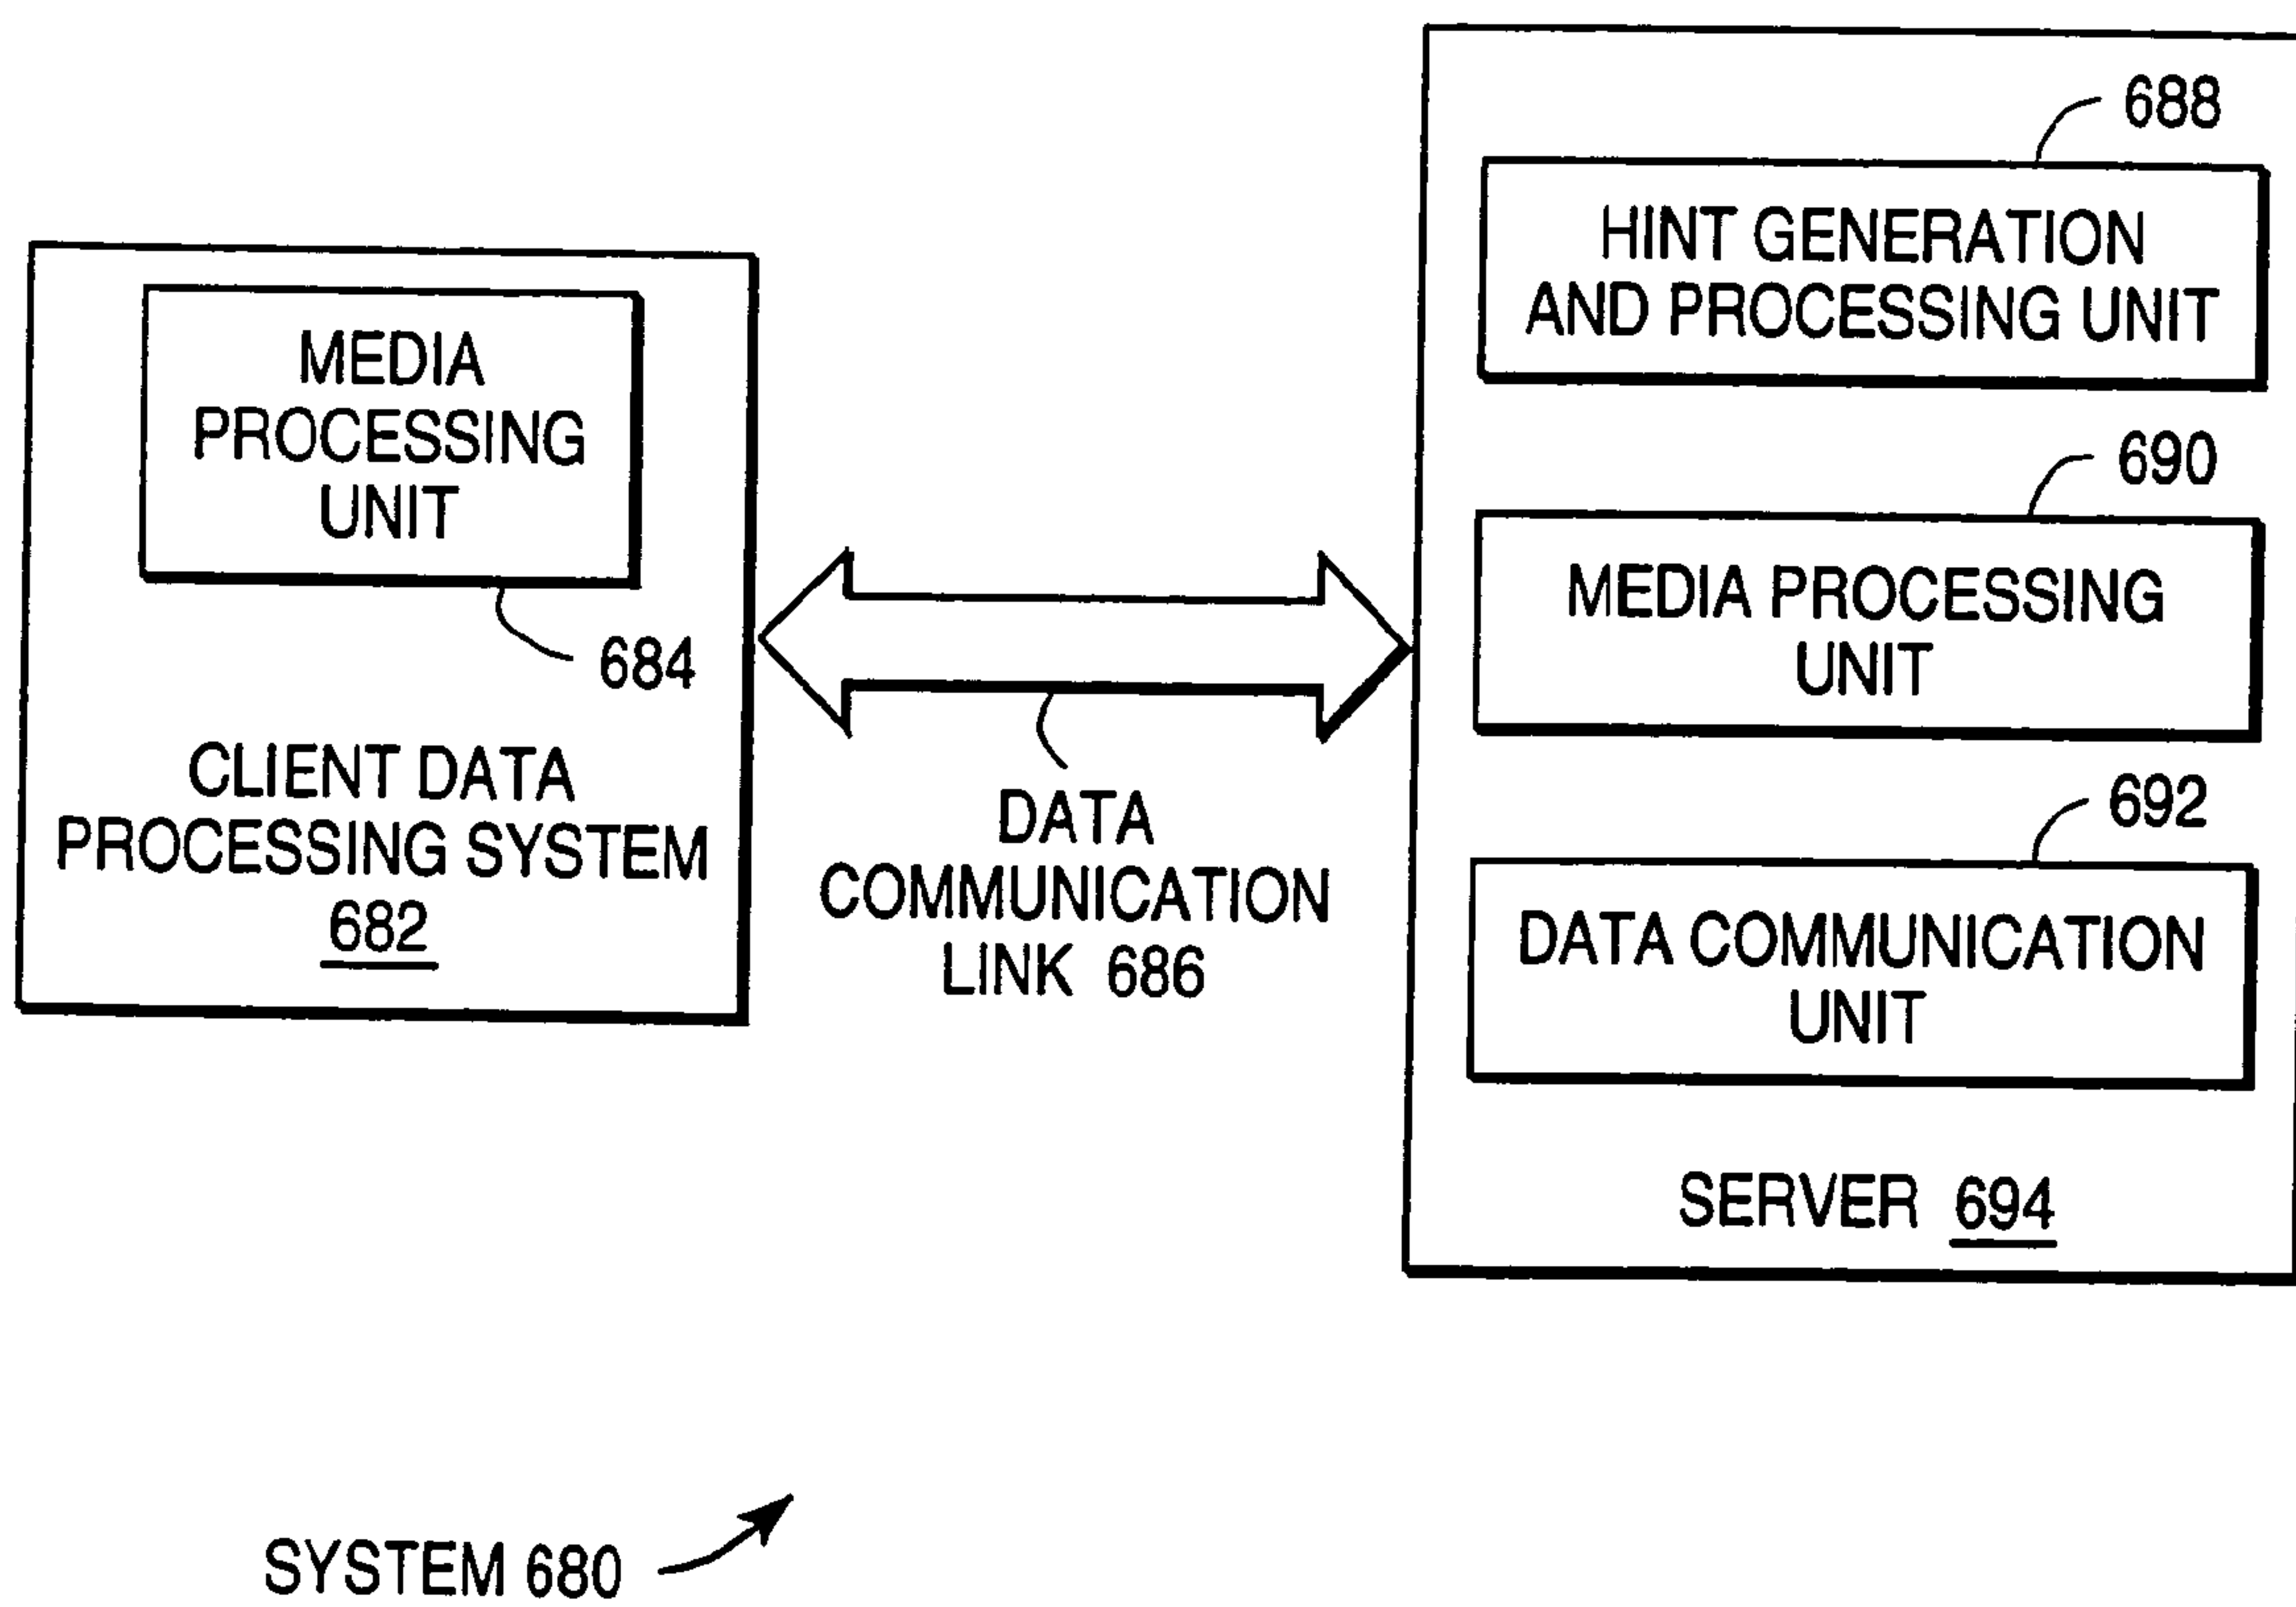 MEDIA
PROCESSING
UNIT
684
CLIENT DATA
PROCESSING SYSTEM
682
DATA
COMMUNICATION
LINK 686
688
HINT GENERATION
AND PROCESSING UNIT
690
MEDIA PROCESSING
UNIT
692
DATA COMMUNICATION
UNIT
SERVER 694
SYSTEM 680